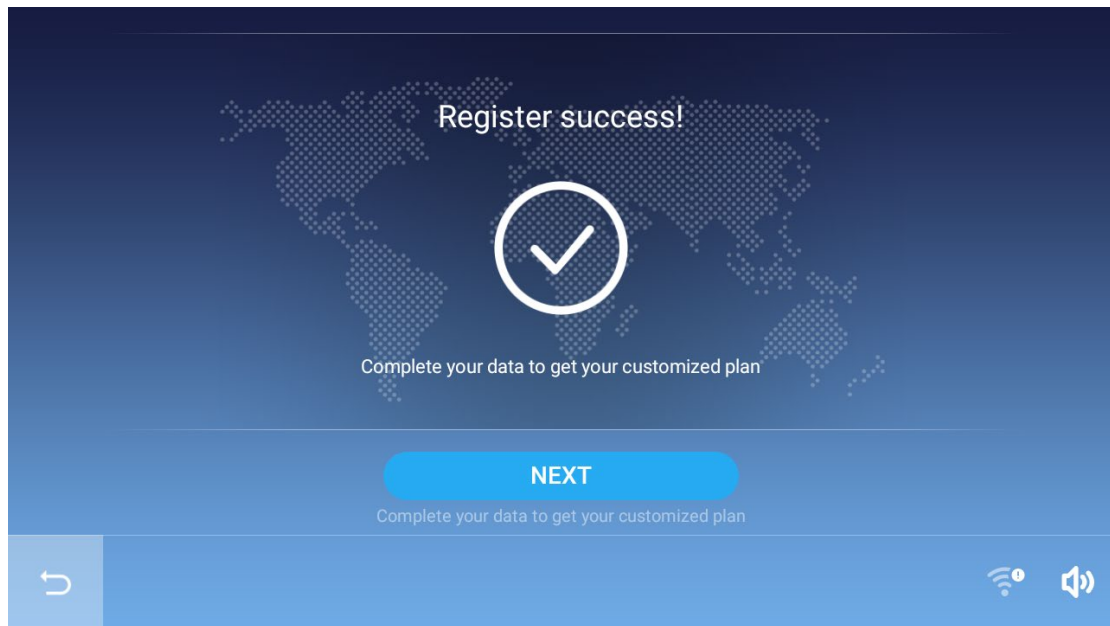 Register success!
Complete your data to get your customized plan
NEXT
Complete your data to get your customized plan